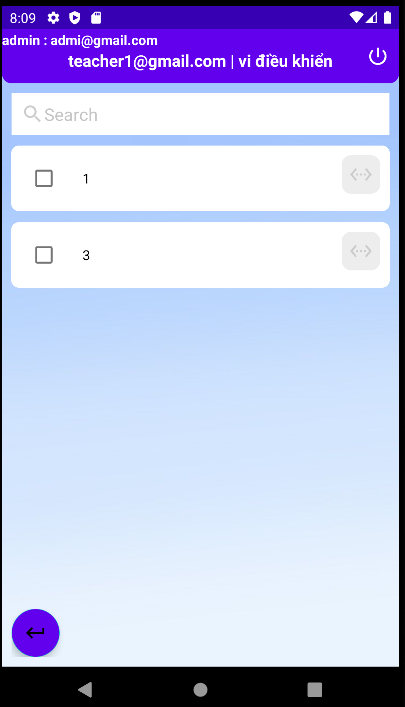 8:09
admin : admi@gmail.com
teacher1@gmail.com | vi điều khiển
Search
1
3